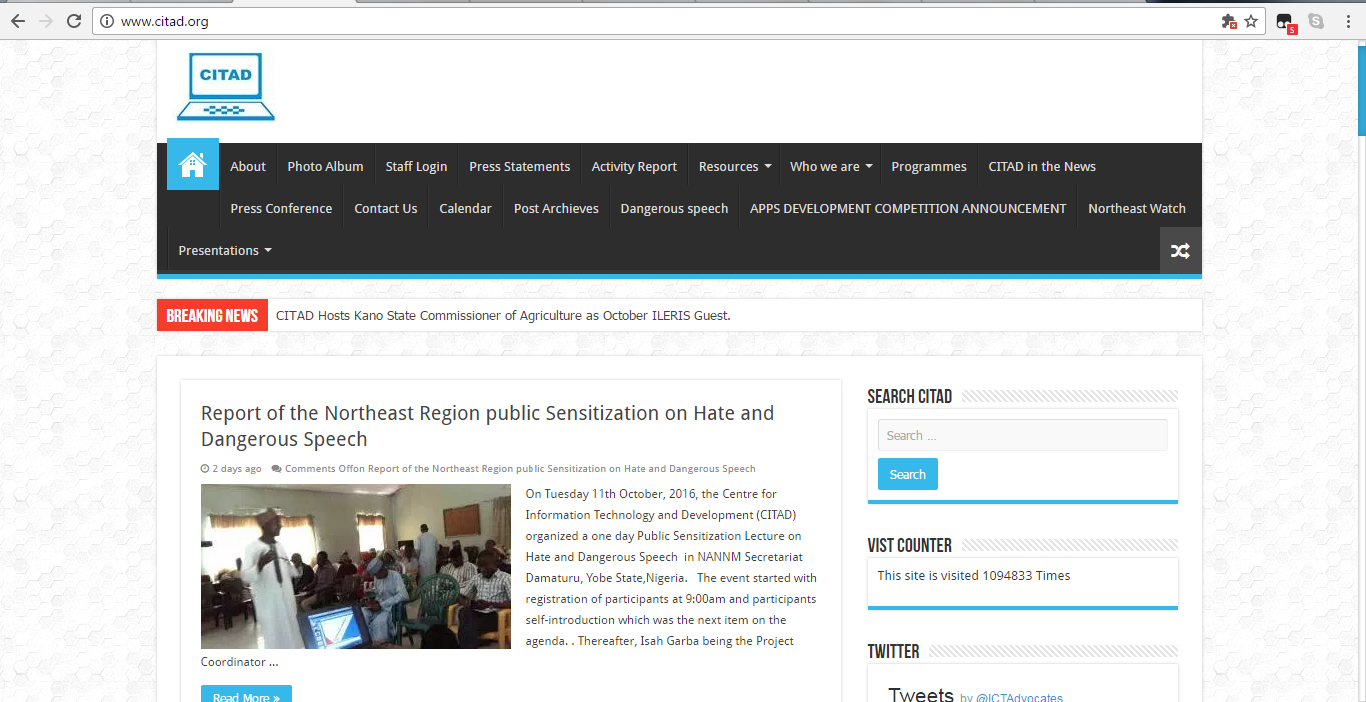 www.citad.org
5
CITAD
About Photo Album Staff Login Press Statements Activity Report Resources Who we are Programmes CITAD in the News
Press Conference Contact Us Calendar Post Archieves Dangerous speech APPS DEVELOPMENT COMPETITION ANNOUNCEMENT Northeast Watch
Presentations
BREAKING NEWS CITAD Hosts Kano State Commissioner of Agriculture as October ILERIS Guest.
Report of the Northeast Region public Sensitization on Hate and
Dangerous Speech
2 days ago Comments Offon Report of the Northeast Region public Sensitization on Hate and Dangerous Speech
On Tuesday 11th October, 2016, the Centre for
Information Technology and Development (CITAD)
organized a one day Public Sensitization Lecture on
Hate and Dangerous Speech in NANNM Secretariat
Damaturu, Yobe State,Nigeria. The event started with
registration of participants at 9:00am and participants
self-introduction which was the next item on the
agenda. . Thereafter, Isah Garba being the Project
Coordinator ...
Read More »
SEARCH CITAD
Search ...
Search
VIST COUNTER
This site is visited 1094833 Times
TWITTER
Tweets by @ICTAdvocates